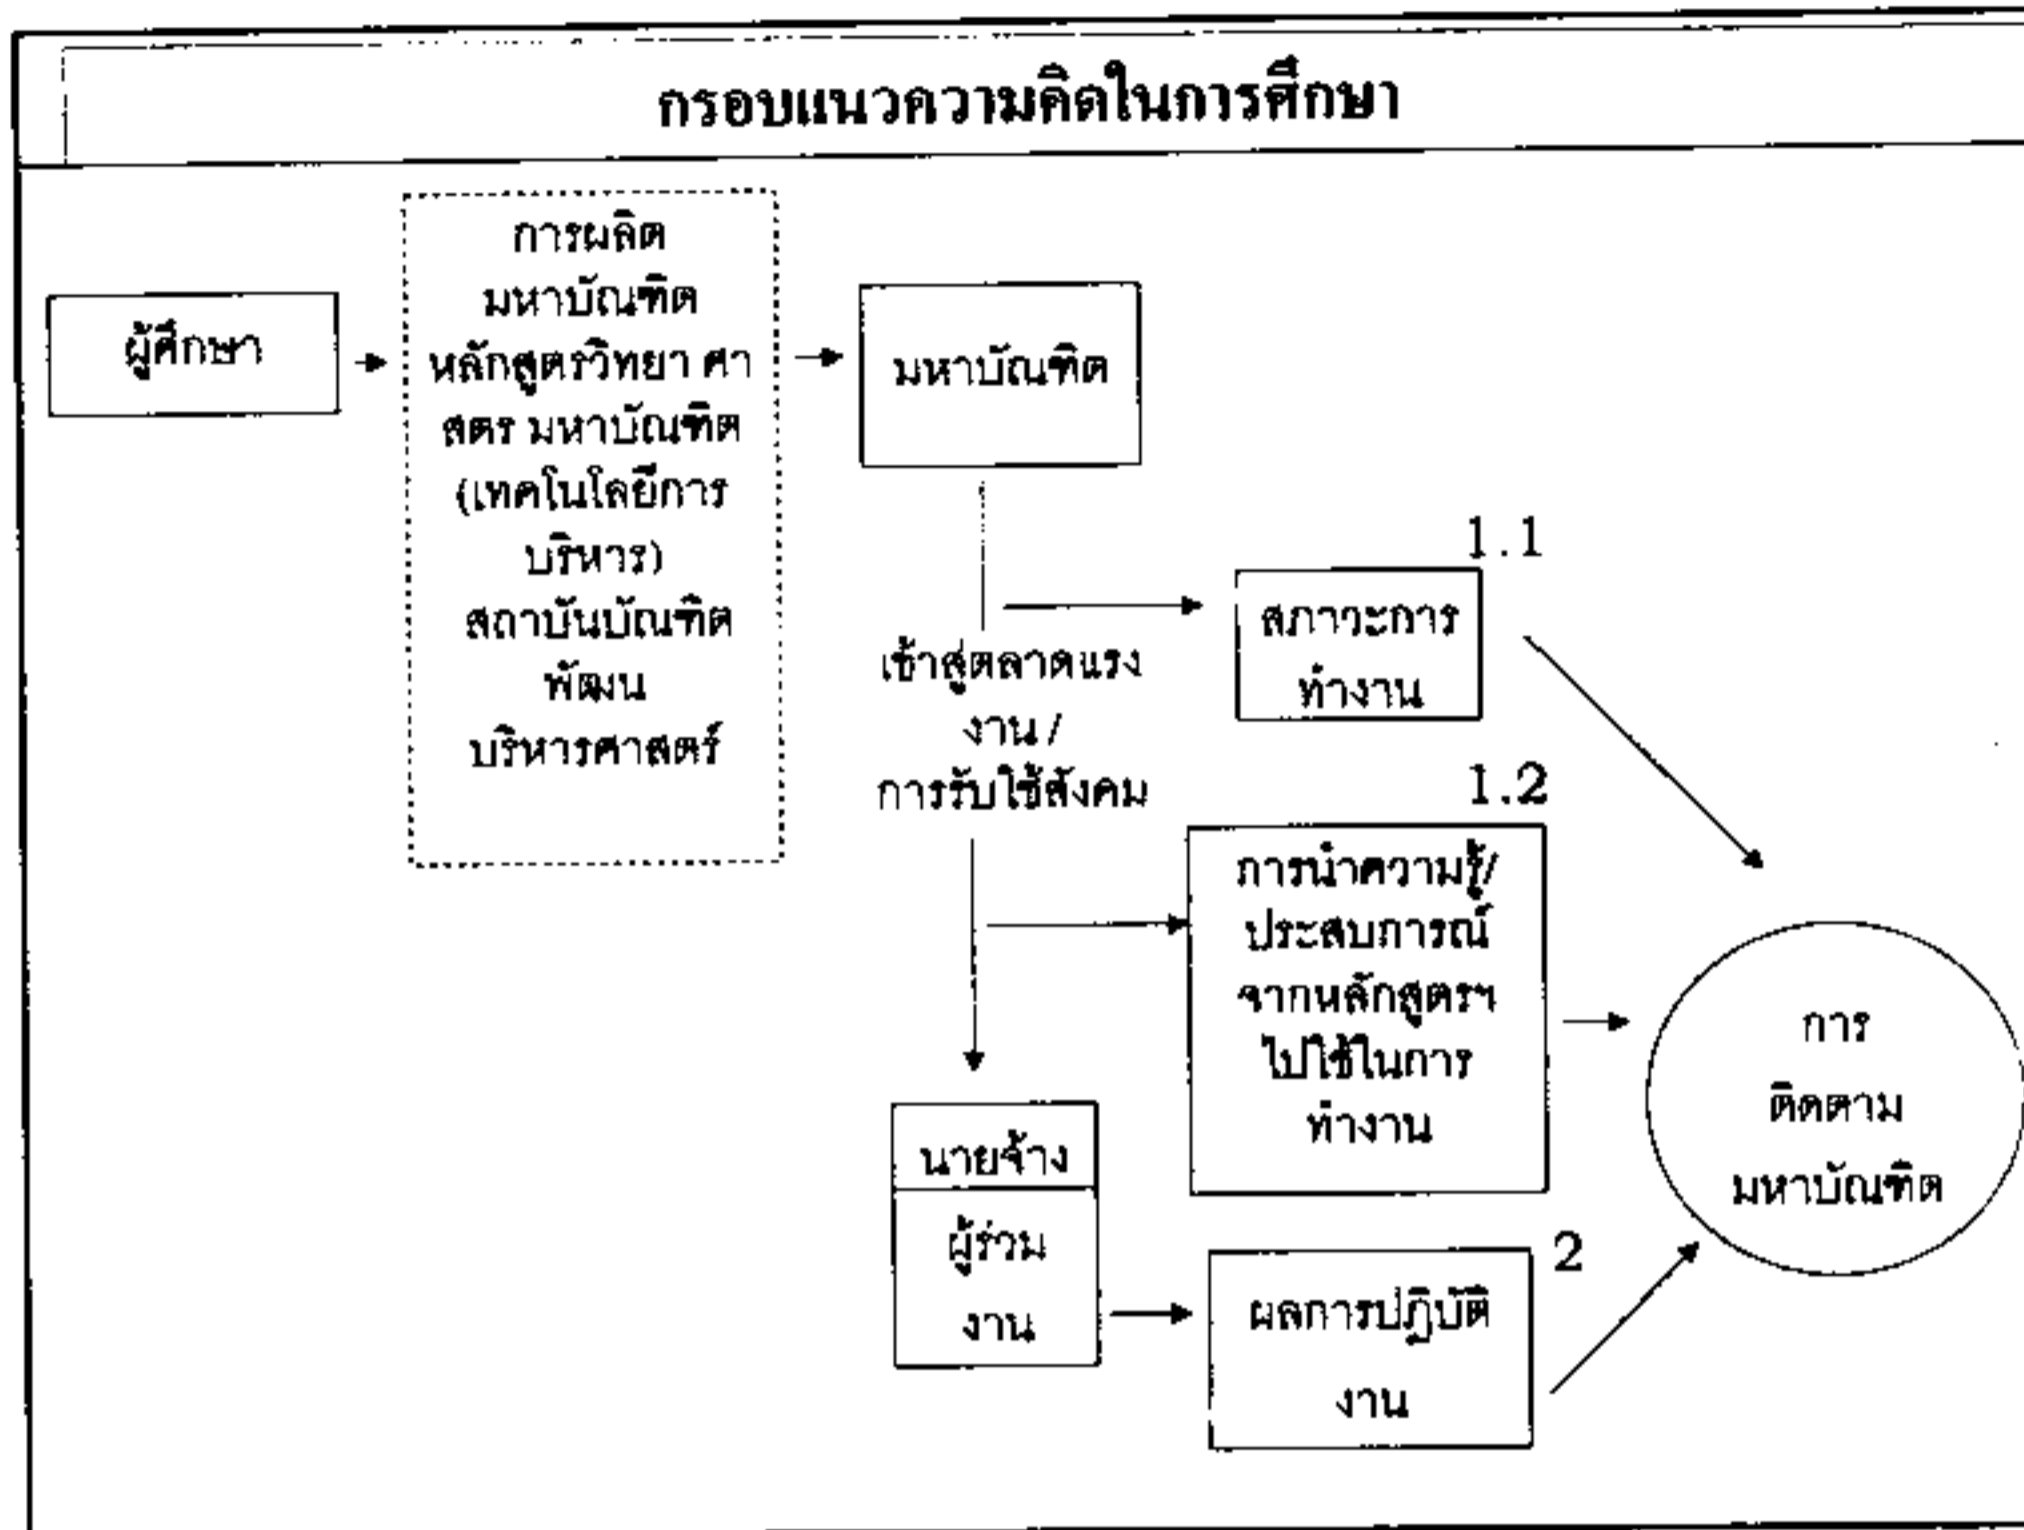 กรอบแนวความคิดในการศึกษา
ผู้ศึกษา
การผลิต
มหาบัณฑิต
หลักสูตรวิทยา ศา
สตร มหาบัณฑิต
(เทคโนโลยีการ
บริหาร)
สถาบันบัณฑิต
พัฒน
บริหารศาสตร์
มหาบัณฑิต
เข้าสู่ตลาดแรง
งาน /
การรับใช้สังคม
1.1
สภาวะการ
ทำงาน
1.2
การนำความรู้/
ประสบการณ์
จากหลักสูตรฯ
ไปใช้ในการ
ทำงาน
นายจ้าง
ผู้ร่วม
งาน
2
ผลการปฏิบัติ
งาน
การ
ติดตาม
มหาบัณฑิต